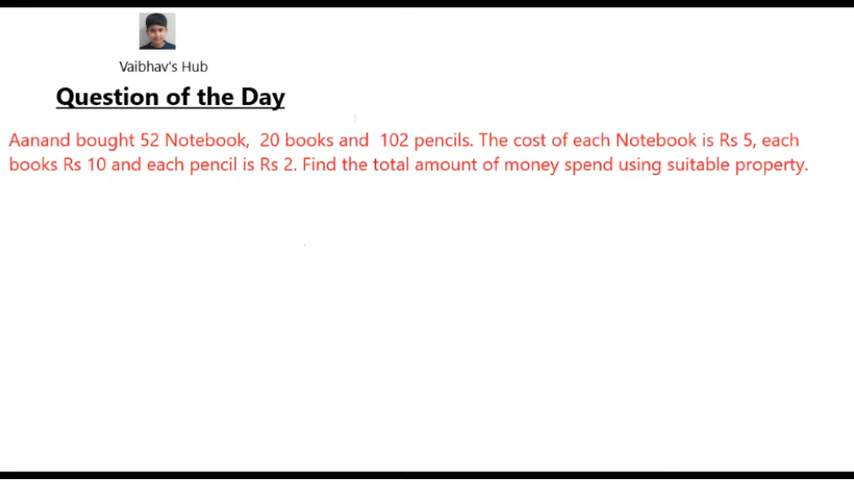 Vaibhav's Hub
Question of the Day
Aanand bought 52 Notebook, 20 books and 102 pencils. The cost of each Notebook is Rs 5, each
books Rs 10 and each pencil is Rs 2. Find the total amount of money spend using suitable property.